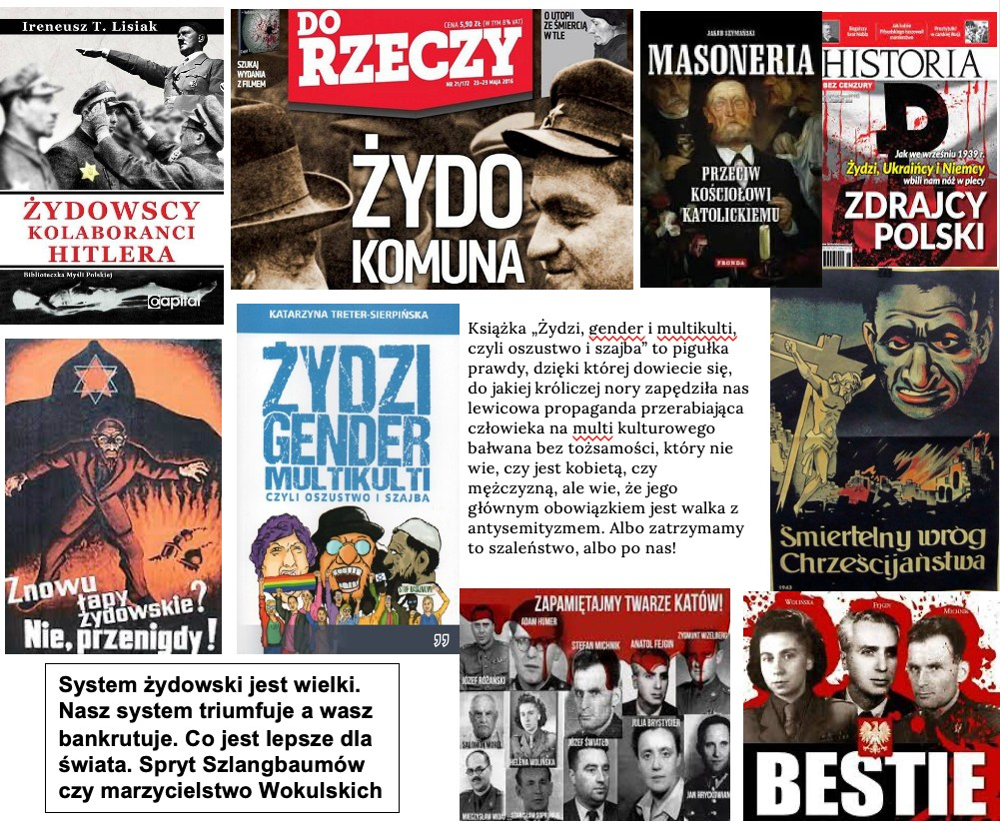 Ireneusz T. Lisiak
ŻYDOWSCY
KOLABORANCI
HITLERA
Biblioteczka Myśli Polskiej
capital
DO
RZECZY
CENA 5,90 ZŁ (W TYM 8% VAT)
NR 21/172 23–29 MAJA 2016
SZUKAJ
WYDANIA
Z FILMEM
O UTOPII
ZE ŚMIERCIĄ
W TLE
ŻYDO
KOMUNA
JAKUB SZYMAŃSKI
MASONERIA
PRZECIW
KOŚCIOŁOWI
KATOLICKIEMU
FRONDA
HISTORIA
BEZ CENZURY
Jak we wrześniu 1939 r.
Żydzi, Ukraińcy i Niemcy
wbili nam nóż w plecy
ZDRAJCY
POLSKI
Znowu
łapy
żydowskie?
Nie, przenigdy!
KATARZYNA TRETER-SIERPIŃSKA
ŻYDZI
GENDER
MULTIKULTI
CZYLI OSZUSTWO I SZAJBA
Książka „Żydzi, gender i multikulti,
czyli oszustwo i szajba” to pigułka
prawdy, dzięki której dowiecie się,
do jakiej króliczej nory zapędziła nas
lewicowa propaganda przerabiająca
człowieka na multi kulturowego
bałwana bez tożsamości, który nie
wie, czy jest kobietą, czy
mężczyzną, ale wie, że jego
głównym obowiązkiem jest walka z
antysemityzmem. Albo zatrzymamy
to szaleństwo, albo po nas!
Śmiertelny wróg
Chrześcijaństwa
1943
System żydowski jest wielki.
Nasz system triumfuje a wasz
bankrutuje. Co jest lepsze dla
świata. Spryt Szlangbaumów
czy marzycielstwo Wokulskich
ZAPAMIĘTAJMY TWARZE KATÓW!
ADAM HUMER
STEFAN MICHNIK
ANATOL FEJGIN
JÓZEF RÓŻAŃSKI
SALOMON MOREL
HELENA WOLIŃSKA
JÓZEF ŚWIATŁO
JULIA BRYSTYGIER
WOLIŃSKA
FEJGIN
MICHNIK
BESTIE